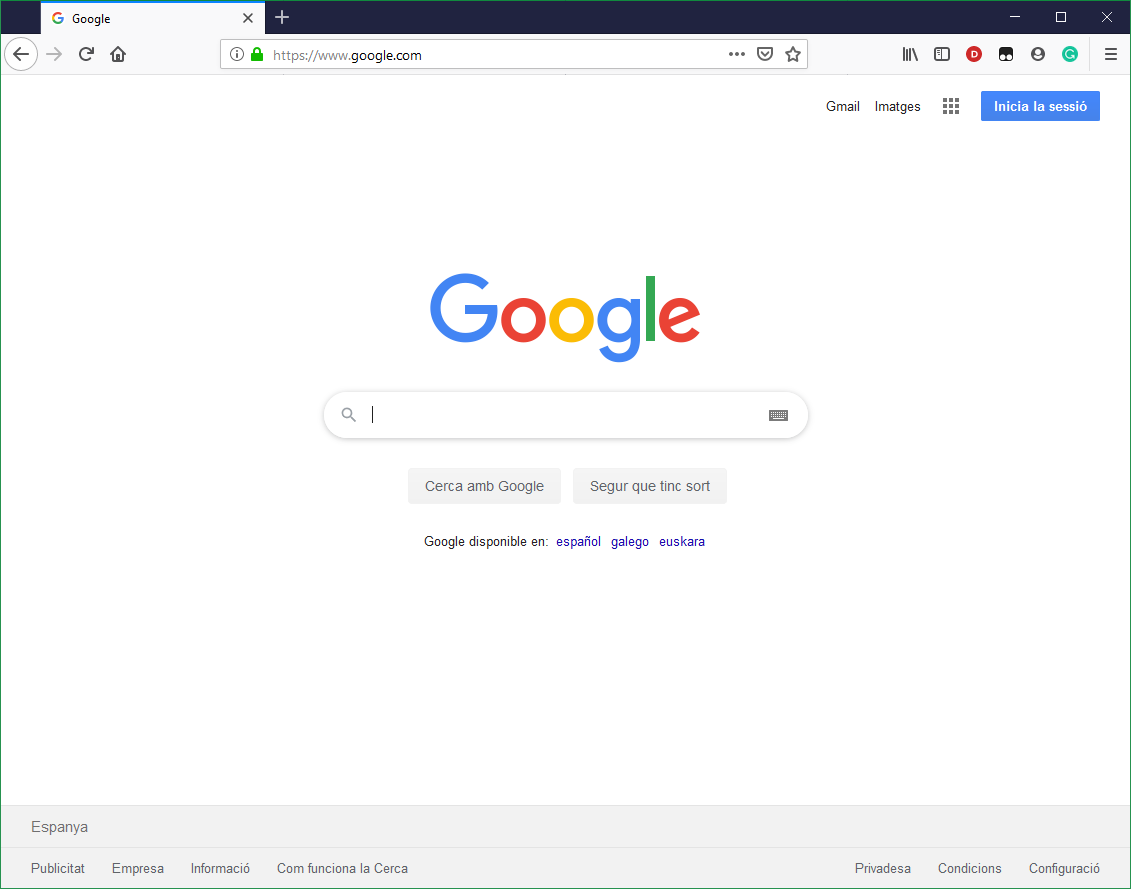 Google
https://www.google.com
D
G
Gmail Imatges Inicia la sessió
Google
Cerca amb Google Segur que tinc sort
Google disponible en: español galego euskara
Espanya
Publicitat Empresa Informació Com funciona la Cerca Privadesa Condicions Configuració